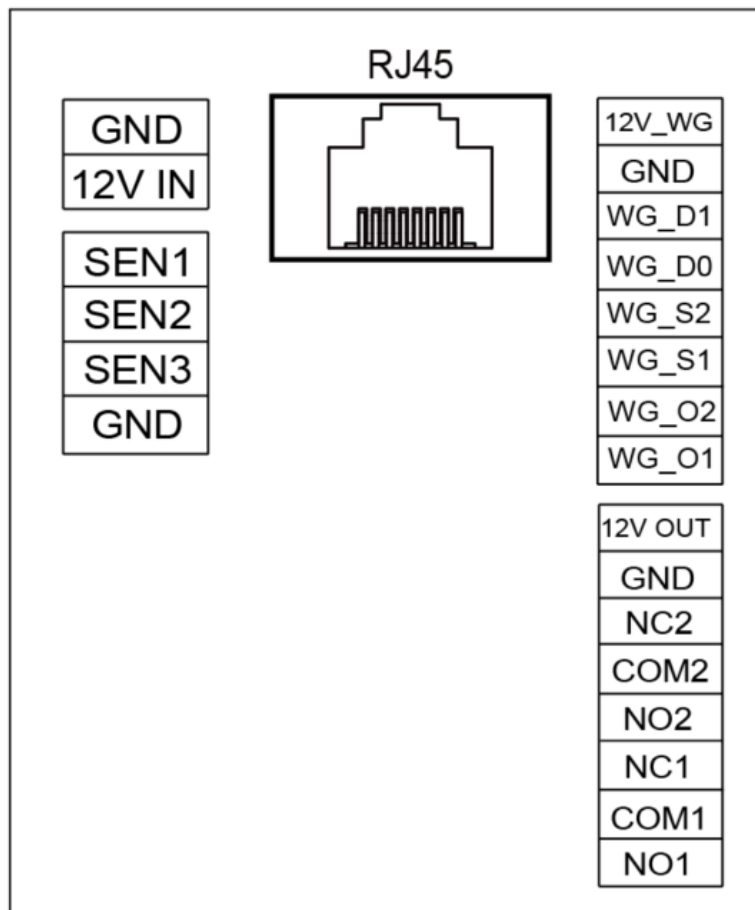 RJ45
GND
12V IN
SEN1
SEN2
SEN3
GND
12V_WG
GND
WG_D1
WG_D0
WG_S2
WG_S1
WG_O2
WG_O1
12V OUT
GND
NC2
COM2
NO2
NC1
COM1
NO1